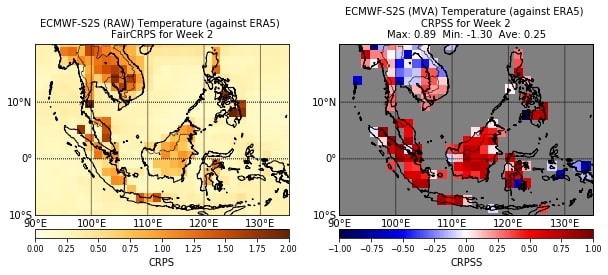 ECMWF-S2S (RAW) Temperature (against ERA5)
FairCRPS for Week 2
10°N
0°
10°S
90°E 100°E 110°E 120°E 130°E
0.00 0.25 0.50 0.75 1.00 1.25 1.50 1.75 2.00
CRPS
ECMWF-S2S (MVA) Temperature (against ERA5)
CRPSS for Week 2
Max: 0.89 Min: -1.30 Ave: 0.25
10°N
0°
10°S
90°E 100°E 110°E 120°E 130°E
−1.00 −0.75 −0.50 −0.25 0.00 0.25 0.50 0.75 1.00
CRPSS